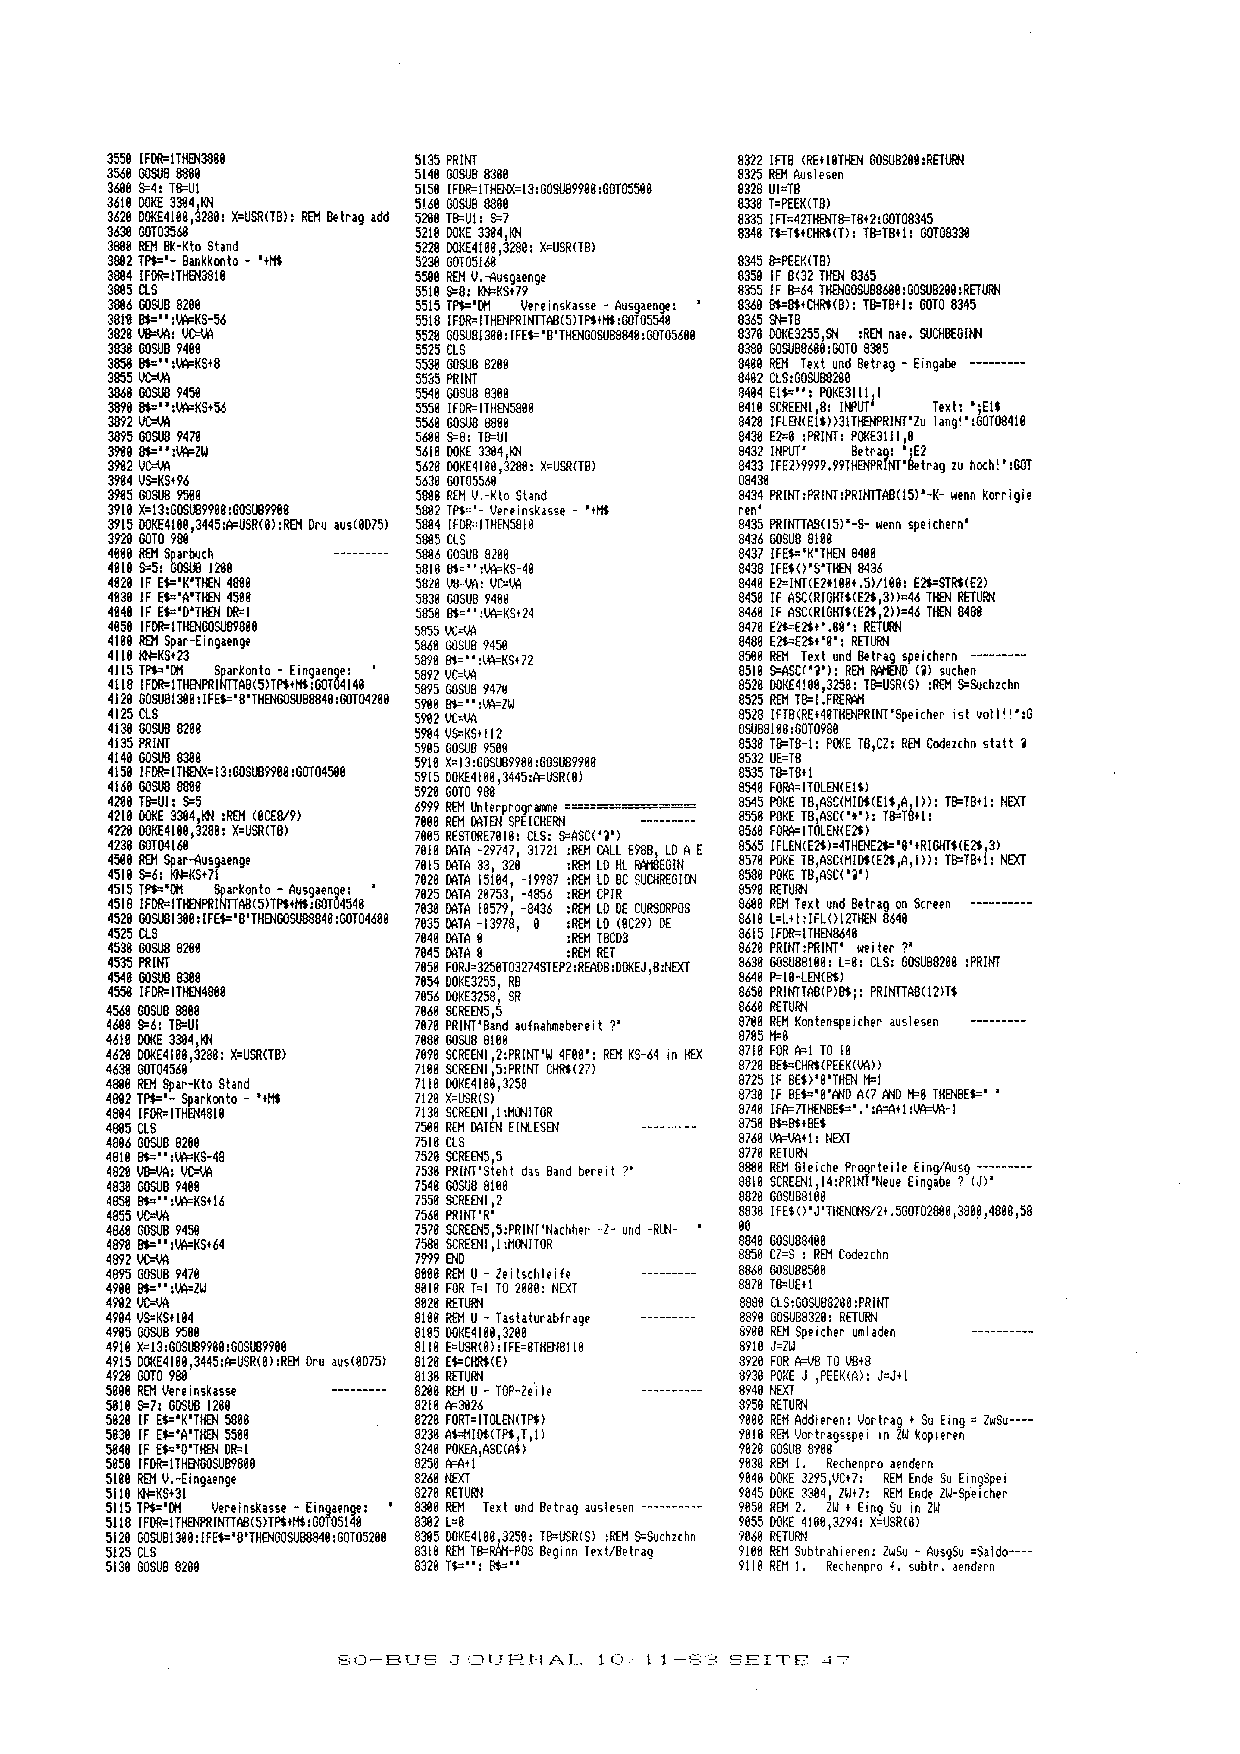 3550 IFDR=1THEN3800
3560 GOSUB 8800
3600 S=4: TB=U1
3610 DOKE 3304,KN
3620 DOKE4100,3280: X=USR(TB): REM Betrag add
3630 GOTO3560
3800 REM BK-Kto Stand
3802 TP$="- Bankkonto - "+M$
3804 IFDR=1THEN3810
3805 CLS
3806 GOSUB 8200
3810 B$="":VA=KS-56
3820 VB=VA: VC=VA
3830 GOSUB 9400
3850 B$="":VA=KS+8
3855 VC=VA
3860 GOSUB 9450
3890 B$="":VA=KS+56
3892 VC=VA
3895 GOSUB 9470
3900 B$="":VA=ZW
3902 VC=VA
3904 VS=KS+96
3905 GOSUB 9500
3910 X=13:GOSUB9900:GOSUB9900
3915 DOKE4100,3445:A=USR(0):REM Dru aus(0D75)
3920 GOTO 980
4000 REM Sparbuch ---------
4010 S=5: GOSUB 1200
4020 IF E$="K"THEN 4800
4030 IF E$="A"THEN 4500
4040 IF E$="D"THEN DR=1
4050 IFDR=1THENGOSUB9800
4100 REM Spar-Eingaenge
4110 KN=KS+23
4115 TP$="DM Sparkonto - Eingaenge: "
4118 IFDR=1THENPRINTTAB(5)TP$+M$:GOTO4140
4120 GOSUB1300:IFE$="B"THENGOSUB8840:GOTO4200
4125 CLS
4130 GOSUB 8200
4135 PRINT
4140 GOSUB 8300
4150 IFDR=1THENX=13:GOSUB9900:GOTO4500
4160 GOSUB 8800
4200 TB=U1: S=5
4210 DOKE 3304,KN :REM (0CE8/9)
4220 DOKE4100,3280: X=USR(TB)
4230 GOTO4160
4500 REM Spar-Ausgaenge
4510 S=6: KN=KS+71
4515 TP$="DM Sparkonto - Ausgaenge: "
4518 IFDR=1THENPRINTTAB(5)TP$+M$:GOTO4540
4520 GOSUB1300:IFE$="B"THENGOSUB8840:GOTO4600
4525 CLS
4530 GOSUB 8200
4535 PRINT
4540 GOSUB 8300
4550 IFDR=1THEN4800
4560 GOSUB 8800
4600 S=6: TB=U1
4610 DOKE 3304,KN
4620 DOKE4100,3280: X=USR(TB)
4630 GOTO4560
4800 REM Spar-Kto Stand
4802 TP$="- Sparkonto - "+M$
4804 IFDR=1THEN4810
4805 CLS
4806 GOSUB 8200
4810 B$="":VA=KS-48
4820 VB=VA: VC=VA
4830 GOSUB 9400
4850 B$="":VA=KS+16
4855 VC=VA
4860 GOSUB 9450
4890 B$="":VA=KS+64
4892 VC=VA
4895 GOSUB 9470
4900 B$="":VA=ZW
4902 VC=VA
4904 VS=KS+104
4905 GOSUB 9500
4910 X=13:GOSUB9900:GOSUB9900
4915 DOKE4100,3445:A=USR(0):REM Dru aus(0D75)
4920 GOTO 980
5000 REM Vereinskasse ---------
5010 S=7: GOSUB 1200
5020 IF E$="K"THEN 5800
5030 IF E$="A"THEN 5500
5040 IF E$="D"THEN DR=1
5050 IFDR=1THENGOSUB9800
5100 REM V.-Eingaenge
5110 KN=KS+31
5115 TP$="DM Vereinskasse - Eingaenge: "
5118 IFDR=1THENPRINTTAB(5)TP$+M$:GOTO5140
5120 GOSUB1300:IFE$="B"THENGOSUB8840:GOTO5200
5125 CLS
5130 GOSUB 8200
5135 PRINT
5140 GOSUB 8300
5150 IFDR=1THENX=13:GOSUB9900:GOTO5500
5160 GOSUB 8800
5200 TB=U1: S=7
5210 DOKE 3304,KN
5220 DOKE4100,3280: X=USR(TB)
5230 GOTO5160
5500 REM V.-Ausgaenge
5510 S=8: KN=KS+79
5515 TP$="DM Vereinskasse - Ausgaenge: "
5518 IFDR=1THENPRINTTAB(5)TP$+M$:GOTO5540
5520 GOSUB1300:IFE$="B"THENGOSUB8840:GOTO5600
5525 CLS
5530 GOSUB 8200
5535 PRINT
5540 GOSUB 8300
5550 IFDR=1THEN5800
5560 GOSUB 8800
5600 S=8: TB=U1
5610 DOKE 3304,KN
5620 DOKE4100,3280: X=USR(TB)
5630 GOTO5560
5800 REM V.-Kto Stand
5802 TP$="- Vereinskasse - "+M$
5804 IFDR=1THEN5810
5805 CLS
5806 GOSUB 8200
5810 B$="":VA=KS-40
5820 VB=VA: VC=VA
5830 GOSUB 9400
5850 B$="":VA=KS+24
5855 VC=VA
5860 GOSUB 9450
5890 B$="":VA=KS+72
5892 VC=VA
5895 GOSUB 9470
5900 B$="":VA=ZW
5902 VC=VA
5904 VS=KS+112
5905 GOSUB 9500
5910 X=13:GOSUB9900:GOSUB9900
5915 DOKE4100,3445:A=USR(0)
5920 GOTO 980
6999 REM Unterprogramme =====================
7000 REM DATEN SPEICHERN ---------
7005 RESTORE7010: CLS: S=ASC("@")
7010 DATA -29747, 31721 :REM CALL E98B, LD A E
7015 DATA 33, 320 :REM LD HL RAMBEGIN
7020 DATA 15104, -19987 :REM LD BC SUCHREGION
7025 DATA 20753, -4856 :REM CPIR
7030 DATA 10579, -8436 :REM LD DE CURSORPOS
7035 DATA -13978, 0 :REM LD (0C29) DE
7040 DATA 0 :REM TBCD3
7045 DATA 0 :REM RET
7050 FORJ=3250TO3274STEP2:READB:DOKEJ,B:NEXT
7054 DOKE3255, RB
7056 DOKE3258, SR
7060 SCREEN5,5
7070 PRINT"Band aufnahmebereit ?"
7080 GOSUB 8100
7090 SCREEN1,2:PRINT"W 4F00": REM KS-64 in HEX
7100 SCREEN1,5:PRINT CHR$(27)
7110 DOKE4100,3250
7120 X=USR(S)
7130 SCREEN1,1:MONITOR
7500 REM DATEN EINLESEN ---------
7510 CLS
7520 SCREEN5,5
7530 PRINT"Steht das Band bereit ?"
7540 GOSUB 8100
7550 SCREEN1,2
7560 PRINT"R"
7570 SCREEN5,5:PRINT"Nachher -Z- und -RUN- "
7580 SCREEN1,1:MONITOR
7999 END
8000 REM U - Zeitschleife ---------
8010 FOR T=1 TO 2000: NEXT
8020 RETURN
8100 REM U - Tastaturabfrage ---------
8105 DOKE4100,3200
8110 E=USR(0):IFE=0THEN8110
8120 E$=CHR$(E)
8130 RETURN
8200 REM U - TOP-Zeile ----------
8210 A=3026
8220 FORT=1TOLEN(TP$)
8230 A$=MID$(TP$,T,1)
8240 POKEA,ASC(A$)
8250 A=A+1
8260 NEXT
8270 RETURN
8300 REM Text und Betrag auslesen ----------
8302 L=0
8305 DOKE4100,3250: TB=USR(S) :REM S=Suchzchn
8310 REM TB=RAM-POS Beginn Text/Betrag
8320 T$="": B$=""
8322 IFTB <RE+10THEN GOSUB200:RETURN
8325 REM Auslesen
8328 U1=TB
8330 T=PEEK(TB)
8335 IFT=42THENTB=TB+2:GOTO8345
8340 T$=T$+CHR$(T): TB=TB+1: GOTO8330
8345 B=PEEK(TB)
8350 IF B<32 THEN 8365
8355 IF B=64 THENGOSUB8600:GOSUB200:RETURN
8360 B$=B$+CHR$(B): TB=TB+1: GOTO 8345
8365 SN=TB
8370 DOKE3255,SN :REM nae. SUCHBEGINN
8380 GOSUB8600:GOTO 8305
8400 REM Text und Betrag - Eingabe ---------
8402 CLS:GOSUB8200
8404 E1$="": POKE3111,1
8410 SCREEN1,8: INPUT" Text: ";E1$
8420 IFLEN(E1$)>31THENPRINT"Zu lang!":GOTO8410
8430 E2=0 :PRINT: POKE3111,0
8432 INPUT" Betrag: ";E2
8433 IFE2>9999.99THENPRINT"Betrag zu hoch!":GOT
O8430
8434 PRINT:PRINT:PRINTTAB(15)"-K- wenn korrigie
ren"
8435 PRINTTAB(15)"-S- wenn speichern"
8436 GOSUB 8100
8437 IFE$="K"THEN 8400
8438 IFE$<>"S"THEN 8436
8440 E2=INT(E2*100+.5)/100: E2$=STR$(E2)
8450 IF ASC(RIGHT$(E2$,3))=46 THEN RETURN
8460 IF ASC(RIGHT$(E2$,2))=46 THEN 8480
8470 E2$=E2$+".00": RETURN
8480 E2$=E2$+"0": RETURN
8500 REM Text und Betrag speichern ---------
8510 S=ASC("@"): REM RAMEND (@) suchen
8520 DOKE4100,3250: TB=USR(S) :REM S=Suchzchn
8525 REM TB=1.FRERAM
8528 IFTB<RE+40THENPRINT"Speicher ist voll!!":G
OSUB8100:GOTO980
8530 TB=TB-1: POKE TB,CZ: REM Codezchn statt @
8532 UE=TB
8535 TB=TB+1
8540 FORA=1TOLEN(E1$)
8545 POKE TB,ASC(MID$(E1$,A,1)): TB=TB+1: NEXT
8550 POKE TB,ASC("*"): TB=TB+1:
8560 FORA=1TOLEN(E2$)
8565 IFLEN(E2$)=4THENE2$="0"+RIGHT$(E2$,3)
8570 POKE TB,ASC(MID$(E2$,A,1)): TB=TB+1: NEXT
8580 POKE TB,ASC("@")
8590 RETURN
8600 REM Text und Betrag on Screen ---------
8610 L=L+1:IFL<>12THEN 8640
8615 IFDR=1THEN8640
8620 PRINT:PRINT" weiter ?"
8630 GOSUB8100: L=0: CLS: GOSUB8200 :PRINT
8640 P=10-LEN(B$)
8650 PRINTTAB(P)B$;: PRINTTAB(12)T$
8660 RETURN
8700 REM Kontenspeicher auslesen ---------
8705 M=0
8710 FOR A=1 TO 10
8720 BE$=CHR$(PEEK(VA))
8725 IF BE$>"0"THEN M=1
8730 IF BE$="0"AND A<7 AND M=0 THENBE$=" "
8740 IFA=7THENBE$=".":A=A+1:VA=VA-1
8750 B$=B$+BE$
8760 VA=VA+1: NEXT
8770 RETURN
8800 REM Gleiche Progrteile Eing/Ausg ---------
8810 SCREEN1,14:PRINT"Neue Eingabe ? (J)"
8820 GOSUB8100
8830 IFE$<>"J"THENONS/2+.5GOTO2800,3800,4800,58
00
8840 GOSUB8400
8850 CZ=S : REM Codezchn
8860 GOSUB8500
8870 TB=UE+1
8880 CLS:GOSUB8200:PRINT
8890 GOSUB8320: RETURN
8900 REM Speicher umladen ----------
8910 J=ZW
8920 FOR A=VB TO VB+8
8930 POKE J ,PEEK(A): J=J+1
8940 NEXT
8950 RETURN
9000 REM Addieren: Vortrag + Su Eing = ZwSu----
9010 REM Vortragsspei in ZW kopieren
9020 GOSUB 8900
9030 REM 1. Rechenpro aendern
9040 DOKE 3295,VC+7: REM Ende Su EingSpei
9045 DOKE 3304, ZW+7: REM Ende ZW-Speicher
9050 REM 2. ZW + Eing Su in ZW
9055 DOKE 4100,3294: X=USR(0)
9060 RETURN
9100 REM Subtrahieren: ZwSu - AusgSu =Saldo----
9110 REM 1. Rechenpro f. subtr. aendern
80-BUS JOURNAL 10/11-83 SEITE 47